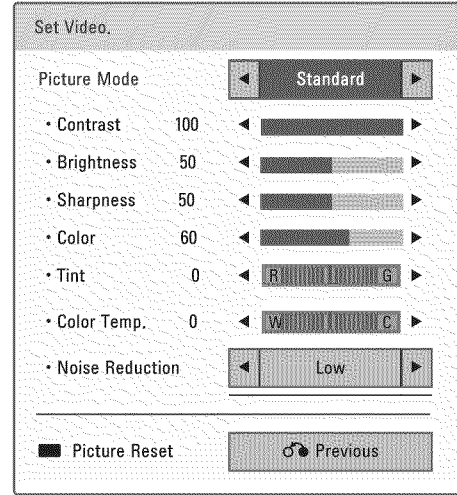 Set Video.
Picture Mode Standard
• Contrast 100
• Brightness 50
• Sharpness 50
• Color 60
• Tint 0 R G
• Color Temp. 0 W C
• Noise Reduction Low
Picture Reset Previous